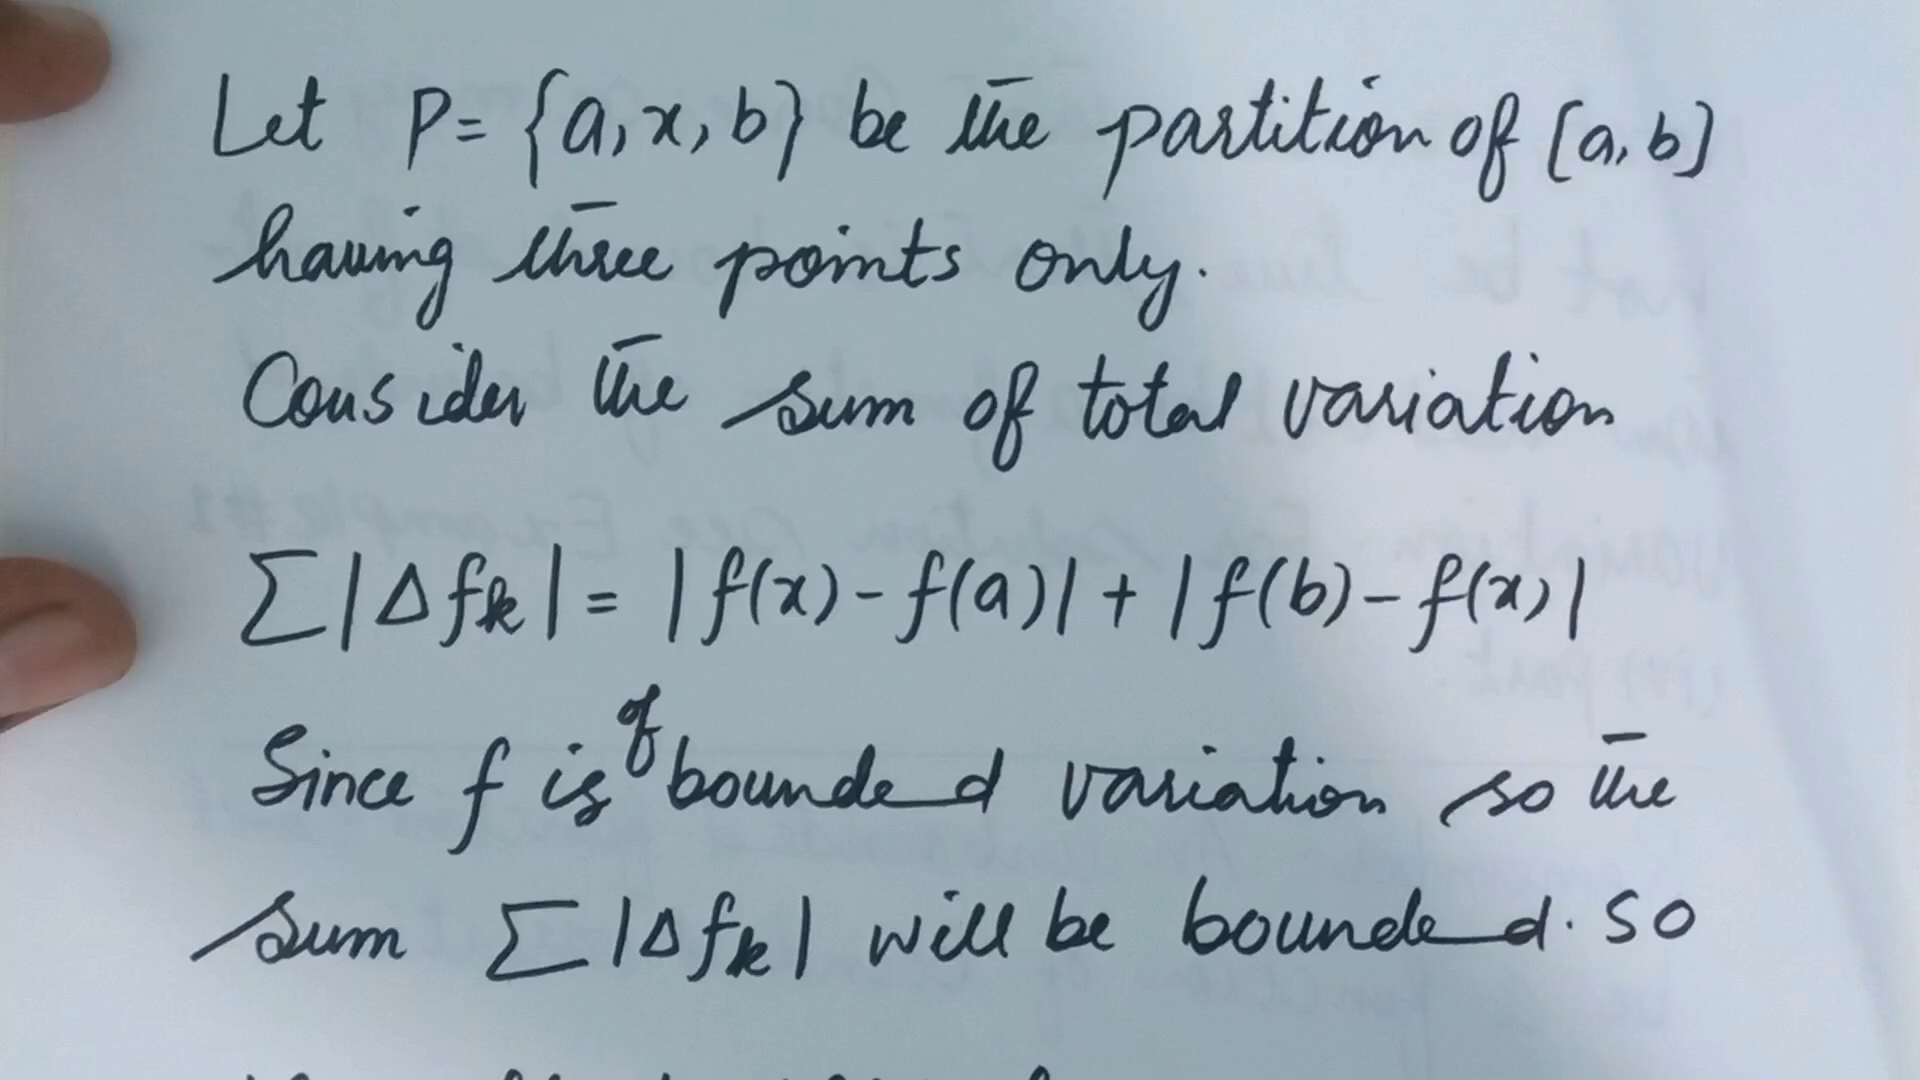 Let P = {a, x, b} be the partition of [a, b]
having three points only.
Consider the sum of total variation
∑|Δfk| = |f(x) - f(a)| + |f(b) - f(x)|
Since f is of bounded variation so the
sum ∑|Δfk| will be bounded. So